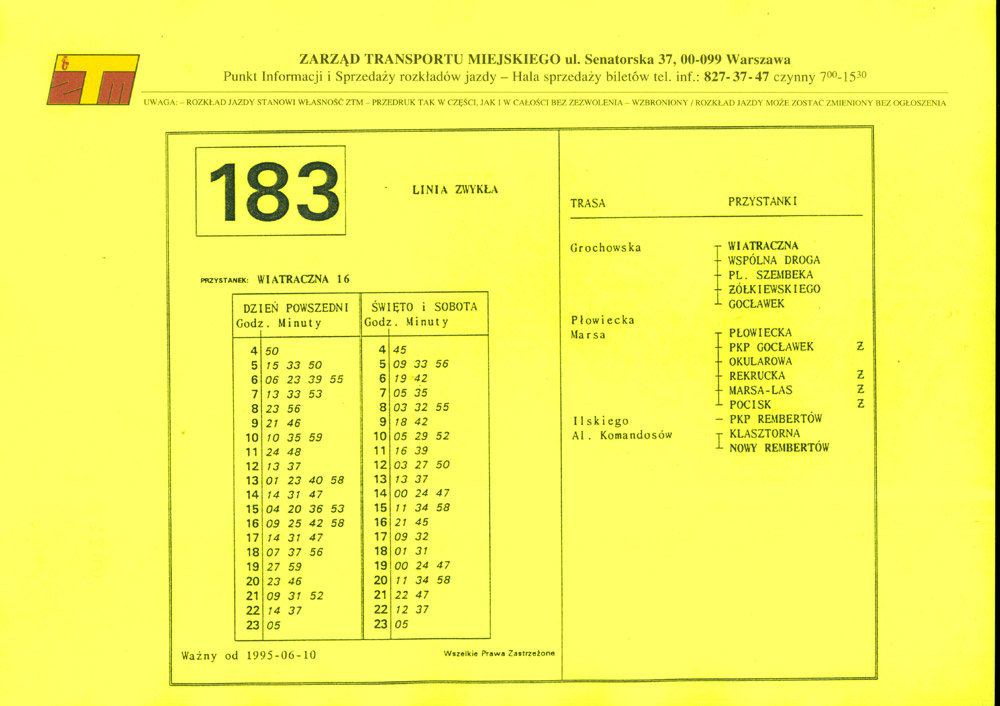 ZTM
ZARZĄD TRANSPORTU MIEJSKIEGO ul. Senatorska 37, 00-099 Warszawa
Punkt Informacji i Sprzedaży rozkładów jazdy – Hala sprzedaży biletów tel. inf.: 827-37-47 czynny 7⁰⁰-15³⁰
UWAGA: – ROZKŁAD JAZDY STANOWI WŁASNOŚĆ ZTM – PRZEDRUK TAK W CZĘŚCI, JAK I W CAŁOŚCI BEZ ZEZWOLENIA – WZBRONIONY / ROZKŁAD JAZDY MOŻE ZOSTAĆ ZMIENIONY BEZ OGŁOSZENIA
183
LINIA ZWYKŁA
PRZYSTANEK: WIATRACZNA 16
DZIEŃ POWSZEDNI
Godz. Minuty
4 50
5 15 33 50
6 06 23 39 55
7 13 33 53
8 23 56
9 21 46
10 10 35 59
11 24 48
12 13 37
13 01 23 40 58
14 14 31 47
15 04 20 36 53
16 09 25 42 58
17 14 31 47
18 07 37 56
19 27 59
20 23 46
21 09 31 52
22 14 37
23 05
ŚWIĘTO i SOBOTA
Godz. Minuty
4 45
5 09 33 56
6 19 42
7 05 35
8 03 32 55
9 18 42
10 05 29 52
11 16 39
12 03 27 50
13 13 37
14 00 24 47
15 11 34 58
16 21 45
17 09 32
18 01 31
19 00 24 47
20 11 34 58
21 22 47
22 12 37
23 05
Ważny od 1995-06-10
Wszelkie Prawa Zastrzeżone
TRASA PRZYSTANKI
Grochowska WIATRACZNA
WSPÓLNA DROGA
PL. SZEMBEKA
ŻÓŁKIEWSKIEGO
GOCŁAWEK
Płowiecka
Marsa PŁOWIECKA
PKP GOCŁAWEK Z
OKULAROWA
REKRUCKA Z
MARSA-LAS Z
POCISK Z
Ilskiego PKP REMBERTÓW
Al. Komandosów KLASZTORNA
NOWY REMBERTÓW